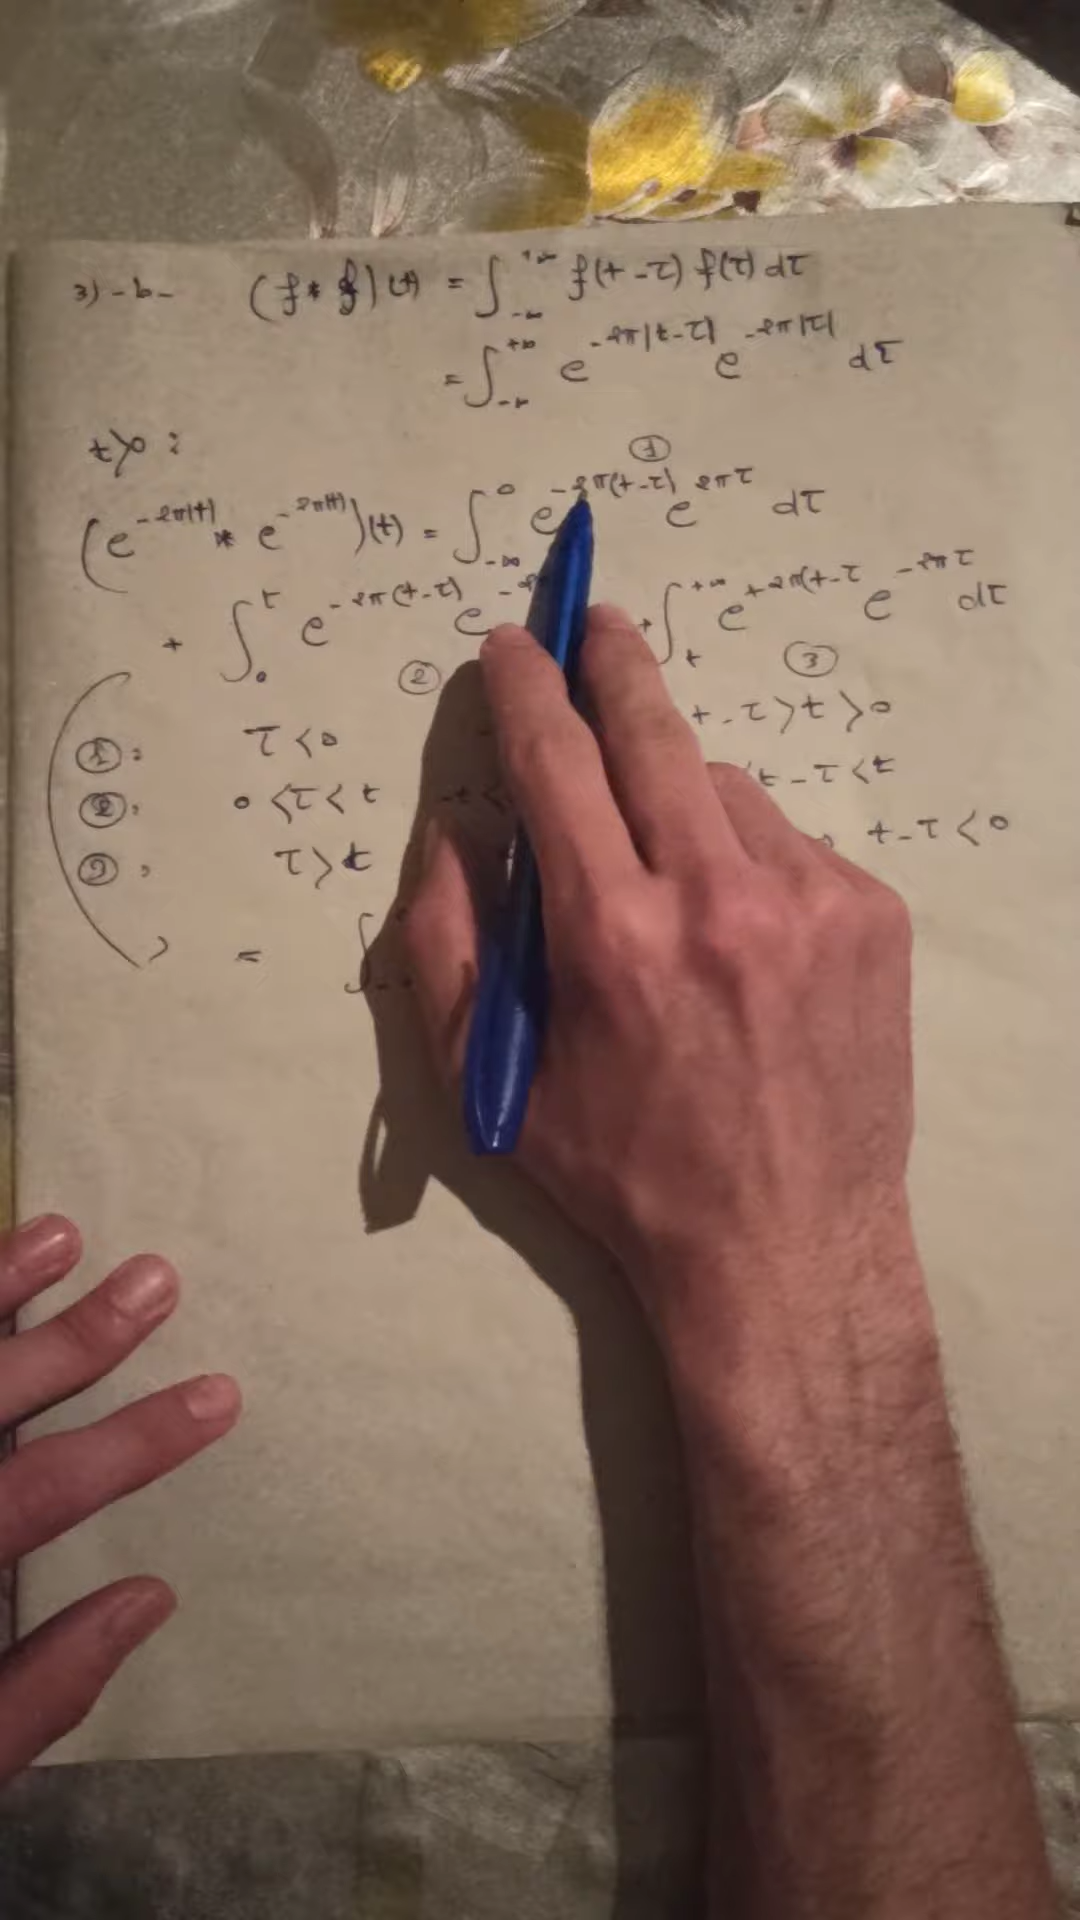 3) - b - (f * f)(t) = ∫_{-∞}^{+∞} f(t-τ) f(τ) dτ
= ∫_{-∞}^{+∞} e^{-2π|t-τ|} e^{-2π|τ|} dτ
t>0 :
①
(e^{-2π|t|} * e^{-2π|t|})(t) = ∫_{-∞}^{0} e^{-2π(t-τ)} e^{2πτ} dτ
+ ∫_{0}^{t} e^{-2π(t-τ)} e + ∫_{t}^{+∞} e^{+2π(t-τ} e^{-2πτ} dτ
② ③
①: τ<0 t-τ>t>0
②: 0<τ<t t-τ<t
③: τ>t t-τ<0
= ∫